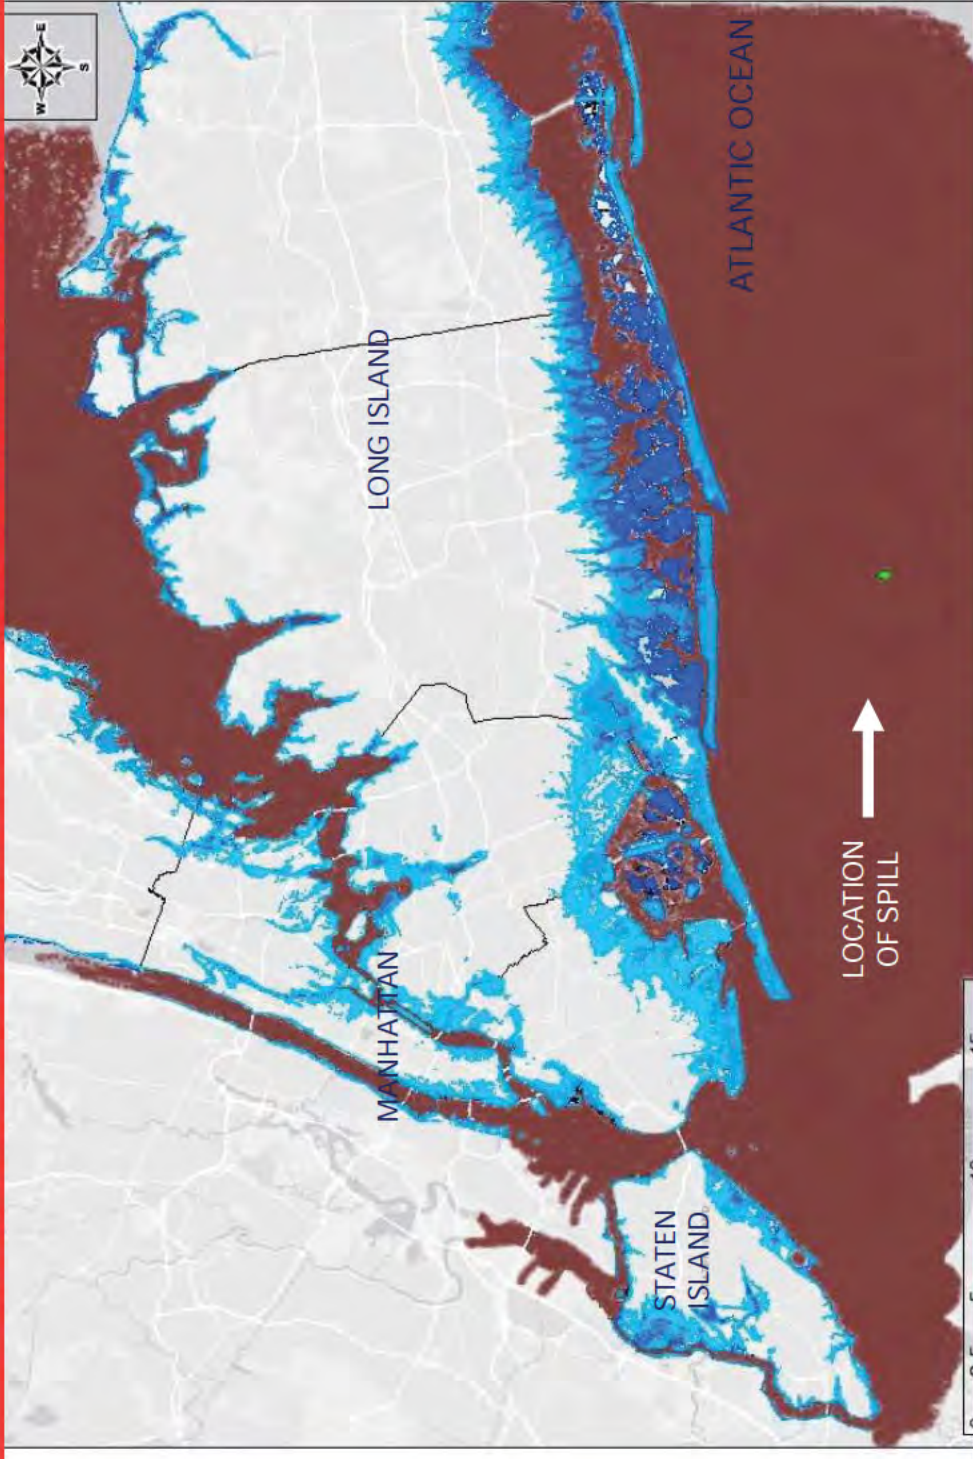 E
S
W
ATLANTIC OCEAN
LONG ISLAND
MANHATTAN
LOCATION
OF SPILL
STATEN
ISLAND